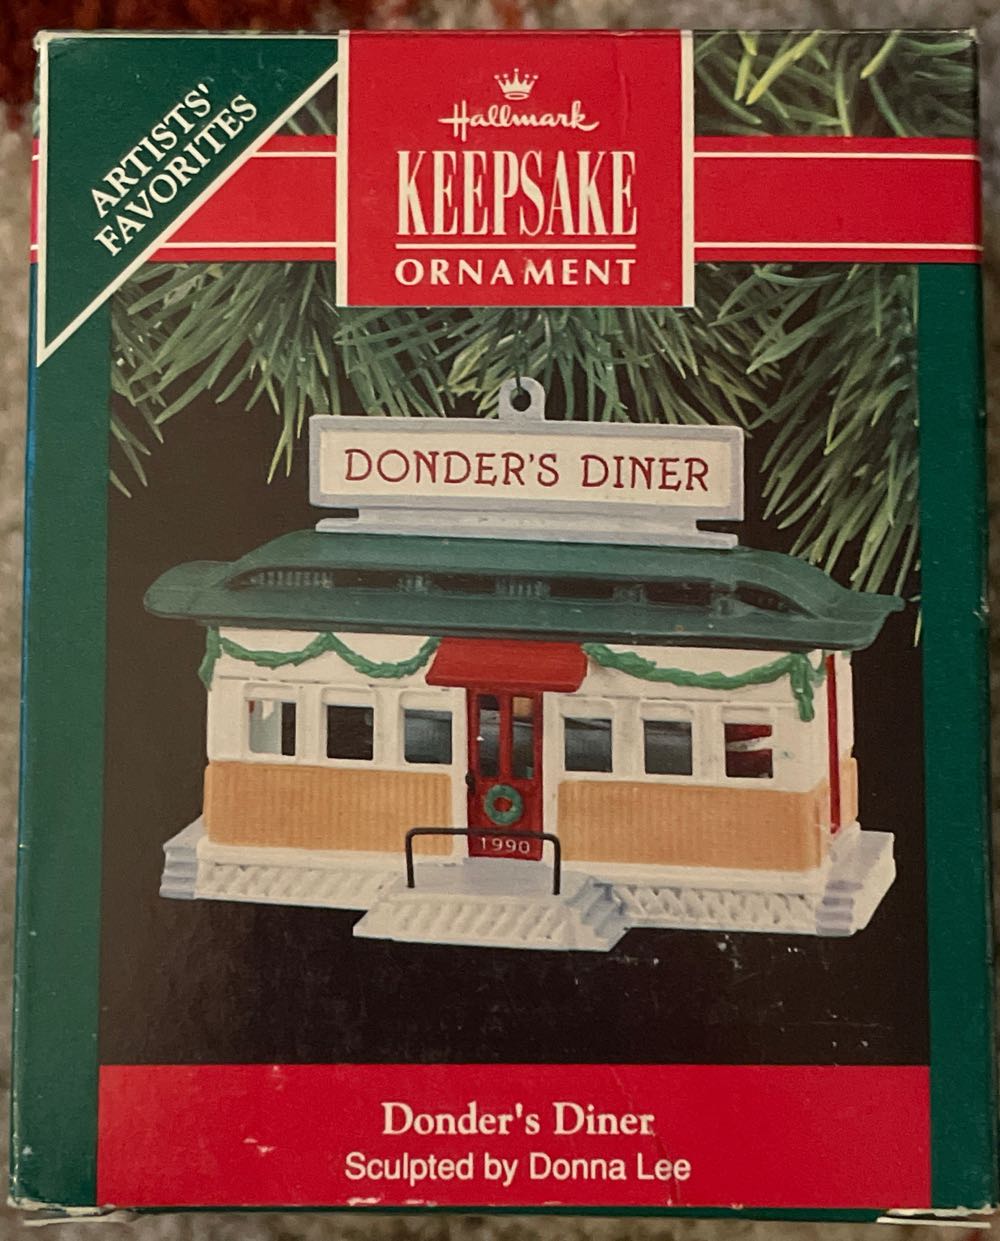 ARTISTS'
FAVORITES
Hallmark
KEEPSAKE
ORNAMENT
DONDER'S DINER
1990
Donder's Diner
Sculpted by Donna Lee